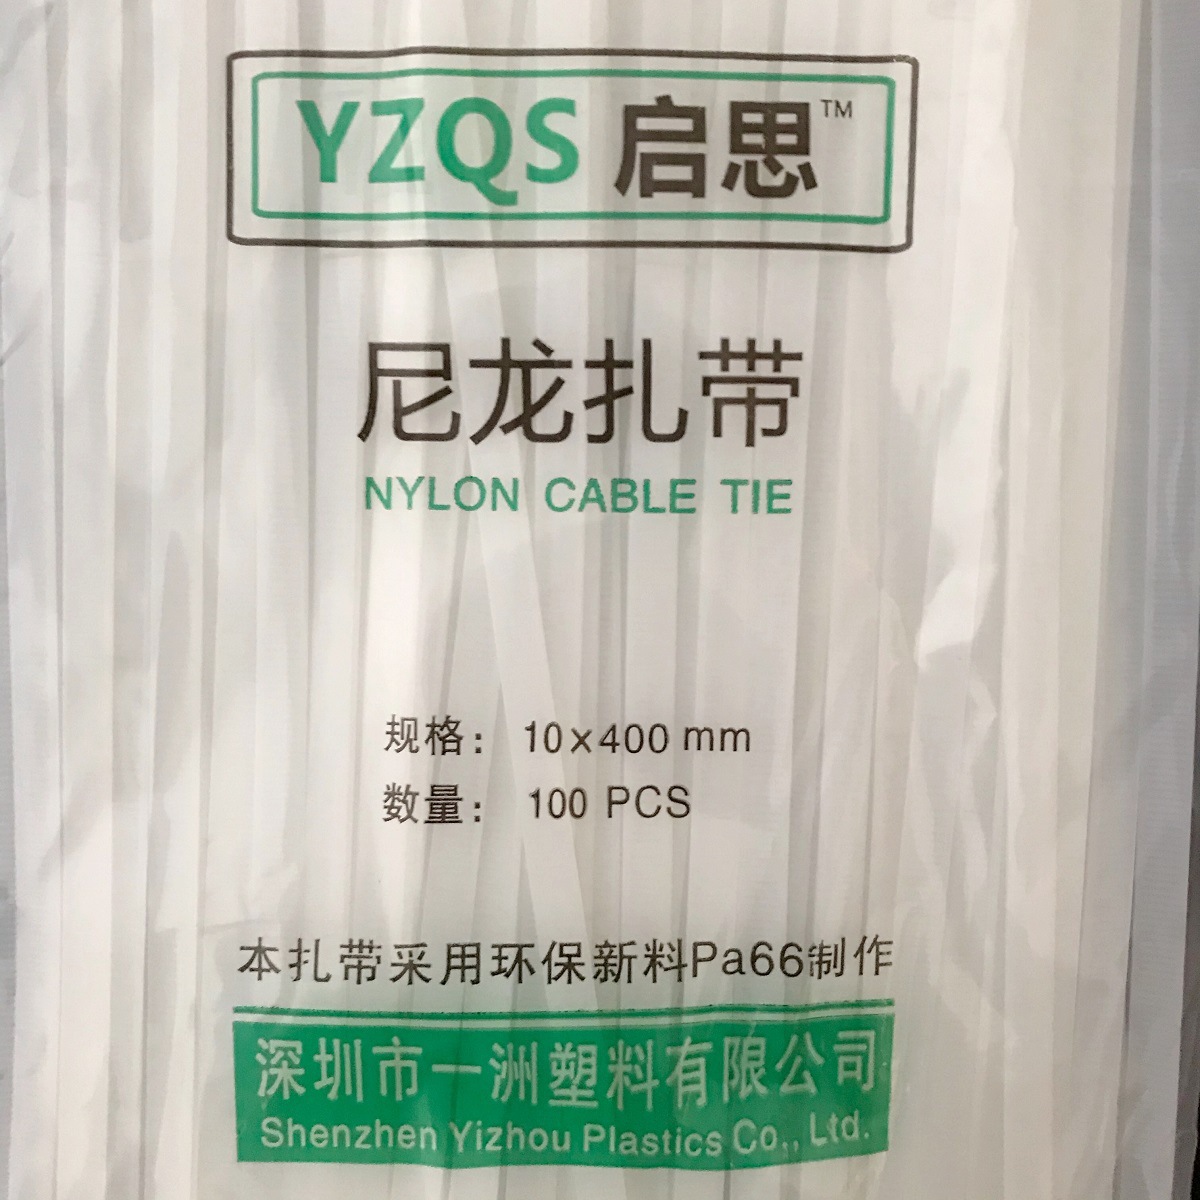 YZQS 启思™
尼龙扎带
NYLON CABLE TIE
规格： 10×400 mm
数量： 100 PCS
本扎带采用环保新料Pa66制作
深圳市一洲塑料有限公司
Shenzhen Yizhou Plastics Co,. Ltd.